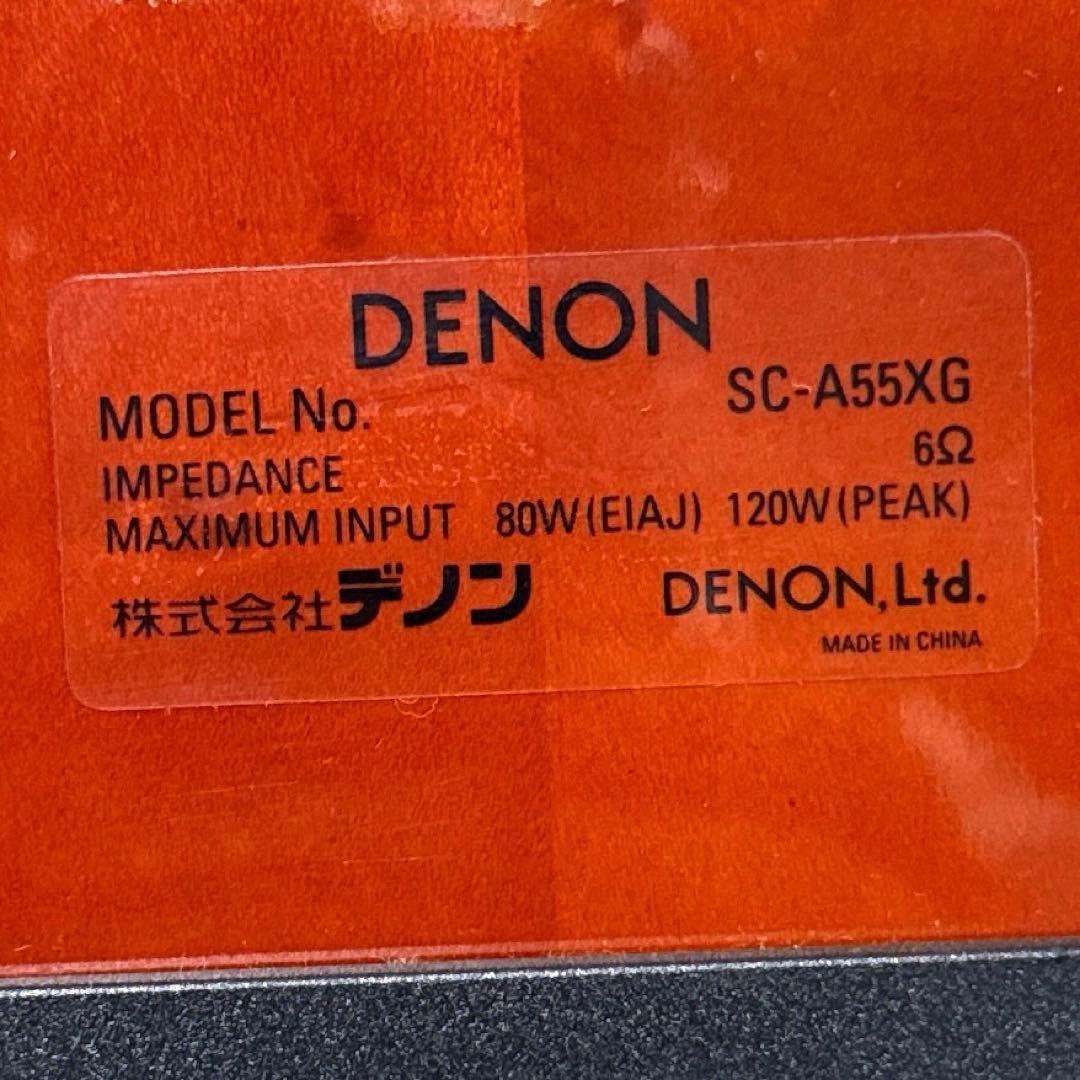 DENON
MODEL No. SC-A55XG
IMPEDANCE 6Ω
MAXIMUM INPUT 80W(EIAJ) 120W(PEAK)
株式会社デノン DENON,Ltd.
MADE IN CHINA